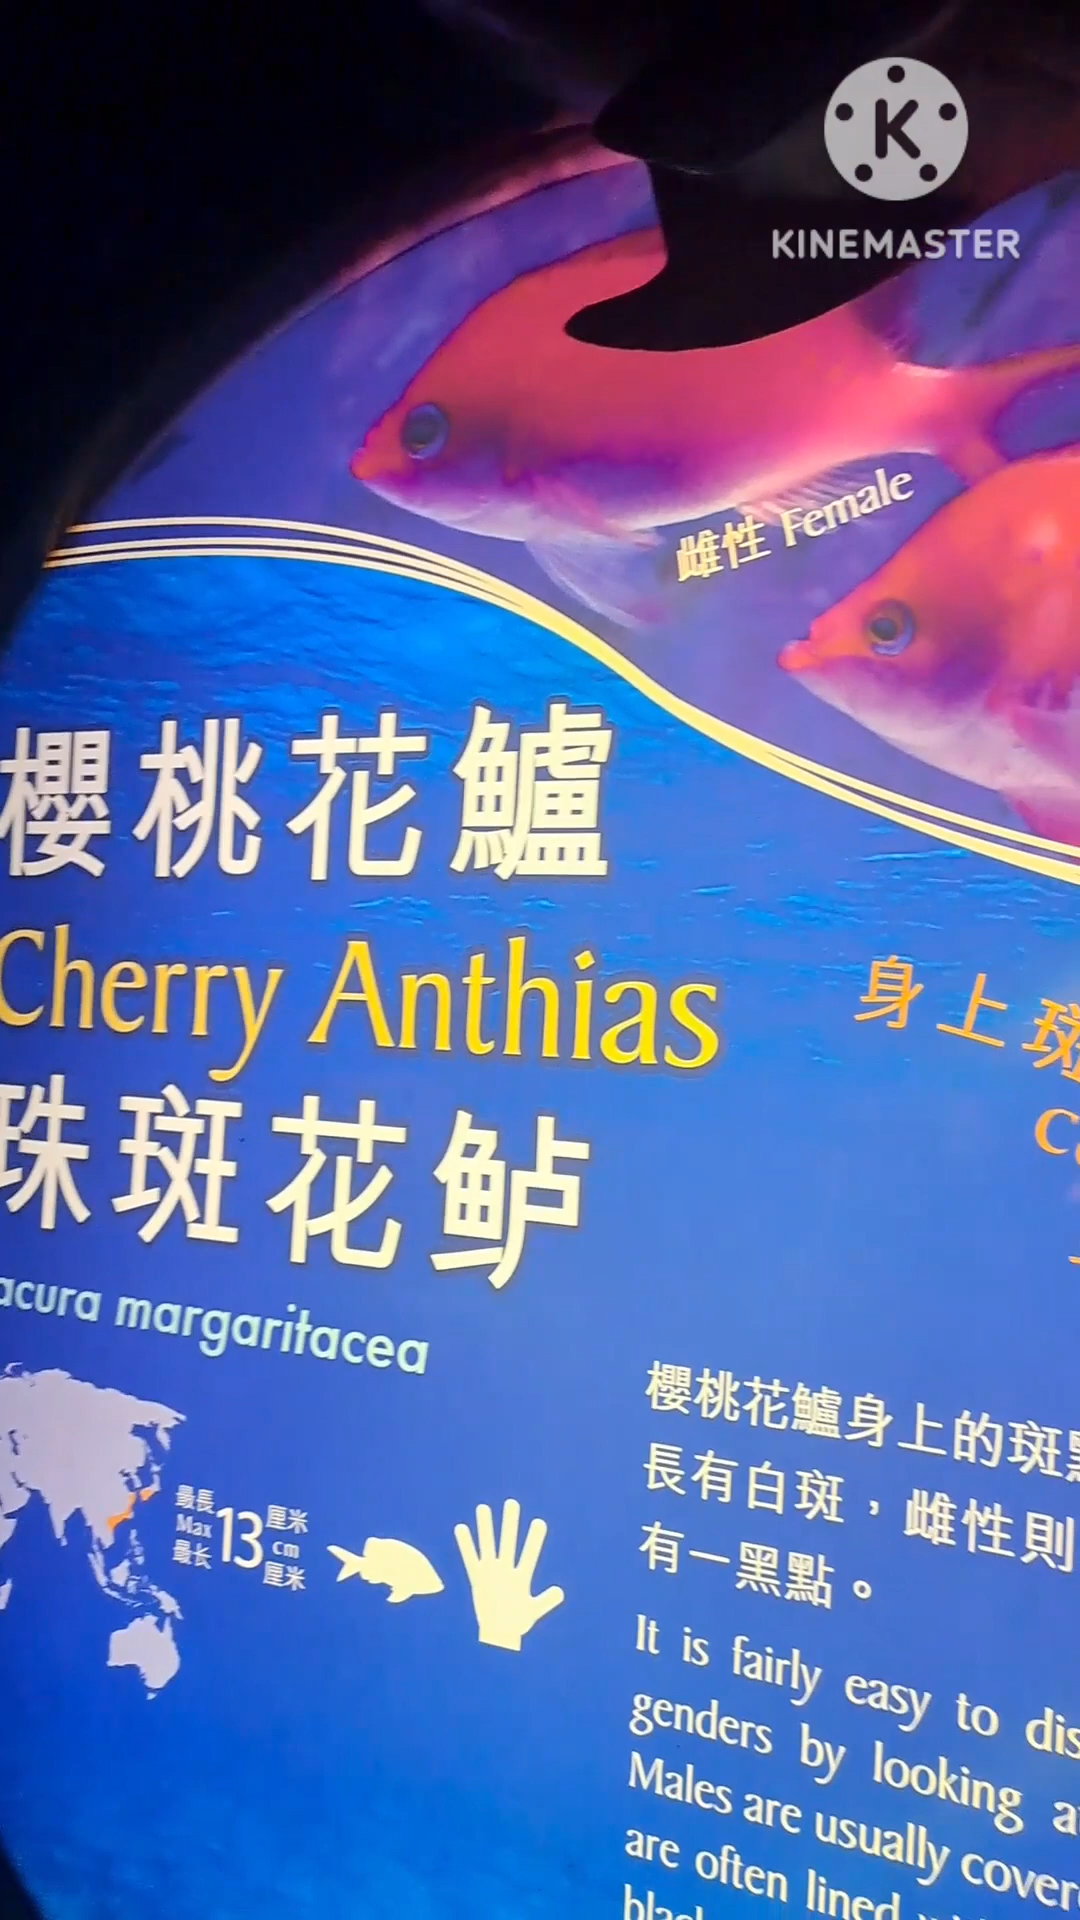 KINEMASTER
雌性 Female
櫻桃花鱸
Cherry Anthias
珠斑花鲈
acura margaritacea
身上斑
最長
Max
最长
13
厘米
cm
厘米
櫻桃花鱸身上的斑
長有白斑，雌性則
有一黑點。
It is fairly easy to dis
genders by looking a
Males are usually cover
are often lined